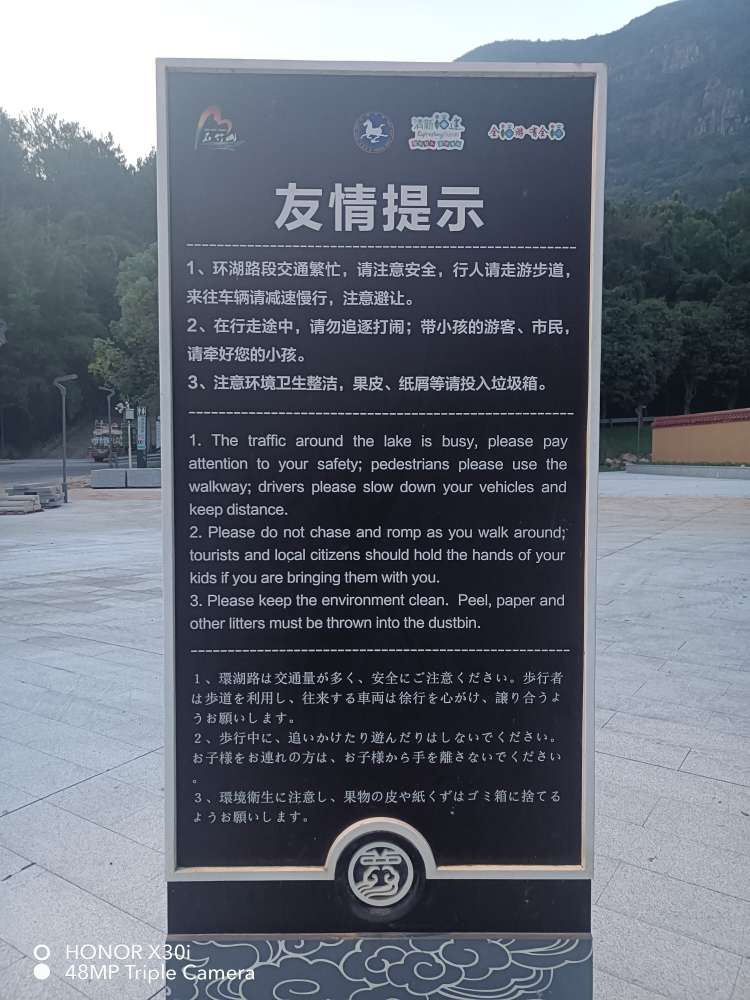 石竹山
清新福建
全福游·有全福
友情提示
1、环湖路段交通繁忙，请注意安全，行人请走游步道，
来往车辆请减速慢行，注意避让。
2、在行走途中，请勿追逐打闹；带小孩的游客、市民，
请牵好您的小孩。
3、注意环境卫生整洁，果皮、纸屑等请投入垃圾箱。
1. The traffic around the lake is busy, please pay
attention to your safety; pedestrians please use the
walkway; drivers please slow down your vehicles and
keep distance.
2. Please do not chase and romp as you walk around;
tourists and local citizens should hold the hands of your
kids if you are bringing them with you.
3. Please keep the environment clean. Peel, paper and
other litters must be thrown into the dustbin.
１、環湖路は交通量が多く、安全にご注意ください。歩行者
は歩道を利用し、往来する車両は徐行を心がけ、譲り合うよ
うお願いします。
２、歩行中に、追いかけたり遊んだりはしないでください。
お子様をお連れの方は、お子様から手を離さないでください
。
３、環境衛生に注意し、果物の皮や紙くずはゴミ箱に捨てる
ようお願いします。
HONOR X30i
48MP Triple Camera